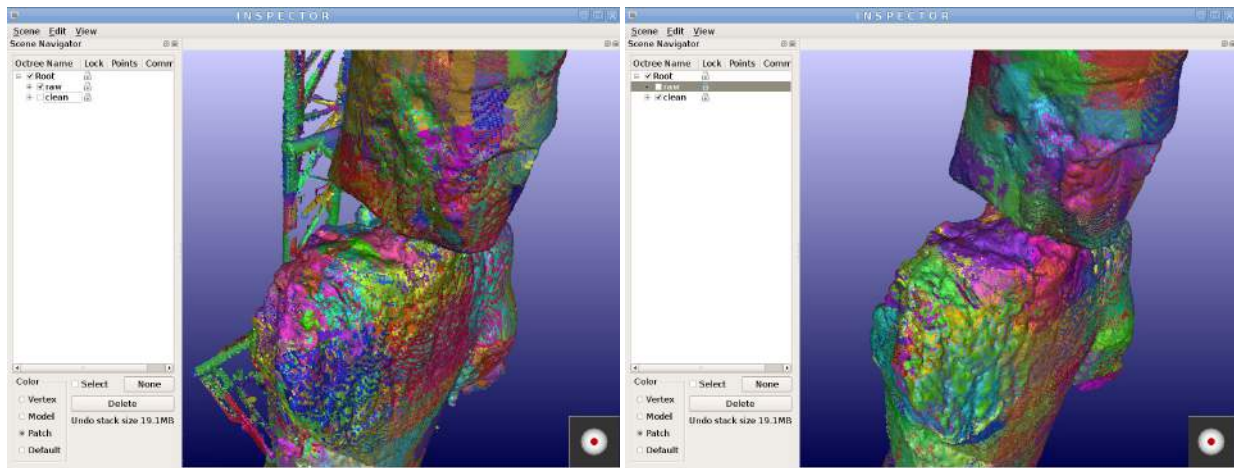 INSPECTOR
Scene Edit View
Scene Navigator
Octree Name Lock Points Comm
Root
raw
clean
Color
Vertex
Model
Patch
Default
Select
None
Delete
Undo stack size 19.1MB
INSPECTOR
Scene Edit View
Scene Navigator
Octree Name Lock Points Comm
Root
raw
clean
Color
Vertex
Model
Patch
Default
Select
None
Delete
Undo stack size 19.1MB